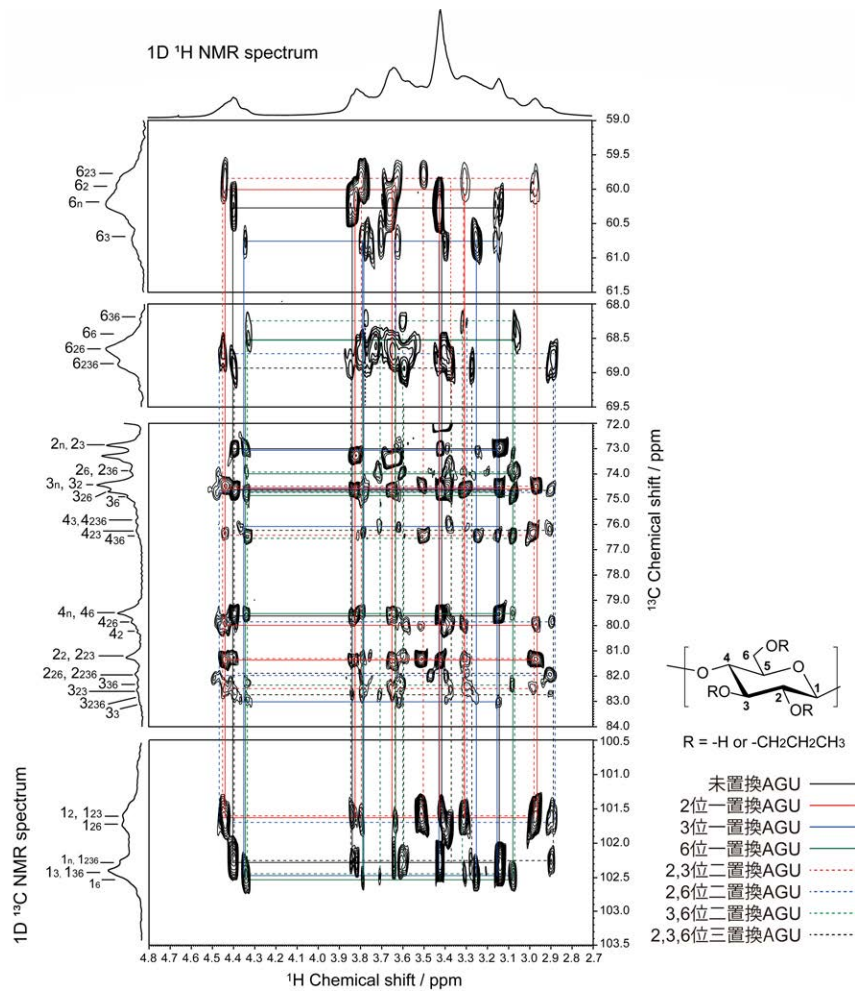 1D ¹H NMR spectrum
1D ¹³C NMR spectrum
6₂₃
6₂
6ₙ
6₃
6₃₆
6₆
6₂₆
6₂₃₆
2ₙ, 2₃
2₆, 2₂₃₆
3ₙ, 3₂
3₂₆ 3₆
4₃, 4₂₃₆
4₂₃
4₃₆
4ₙ, 4₆
4₂₆
4₂
2₂, 2₂₃
2₂₆, 2₂₃₆
3₃₆
3₂₃
3₂₃₆
3₃
1₂, 1₂₃
1₂₆
1ₙ, 1₂₃₆
1₃, 1₃₆
1₆
59.0
60.0
60.5
61.0
61.5
68.0
68.5
69.0
69.5
72.0
73.0
74.0
75.0
76.0
77.0
78.0
79.0
80.0
81.0
82.0
83.0
84.0
100.5
101.0
101.5
102.0
102.5
103.0
103.5
¹³C Chemical shift / ppm
4.8 4.7 4.6 4.5 4.4 4.3 4.2 4.1 4.0 3.9 3.8 3.7 3.6 3.5 3.4 3.3 3.2 3.1 3.0 2.9 2.8 2.7
¹H Chemical shift / ppm
OR
6
4
5
O
O
RO
3
2
1
OR
R = -H or -CH₂CH₂CH₃
未置換AGU
2位一置換AGU
3位一置換AGU
6位一置換AGU
2,3位二置換AGU
2,6位二置換AGU
3,6位二置換AGU
2,3,6位三置換AGU